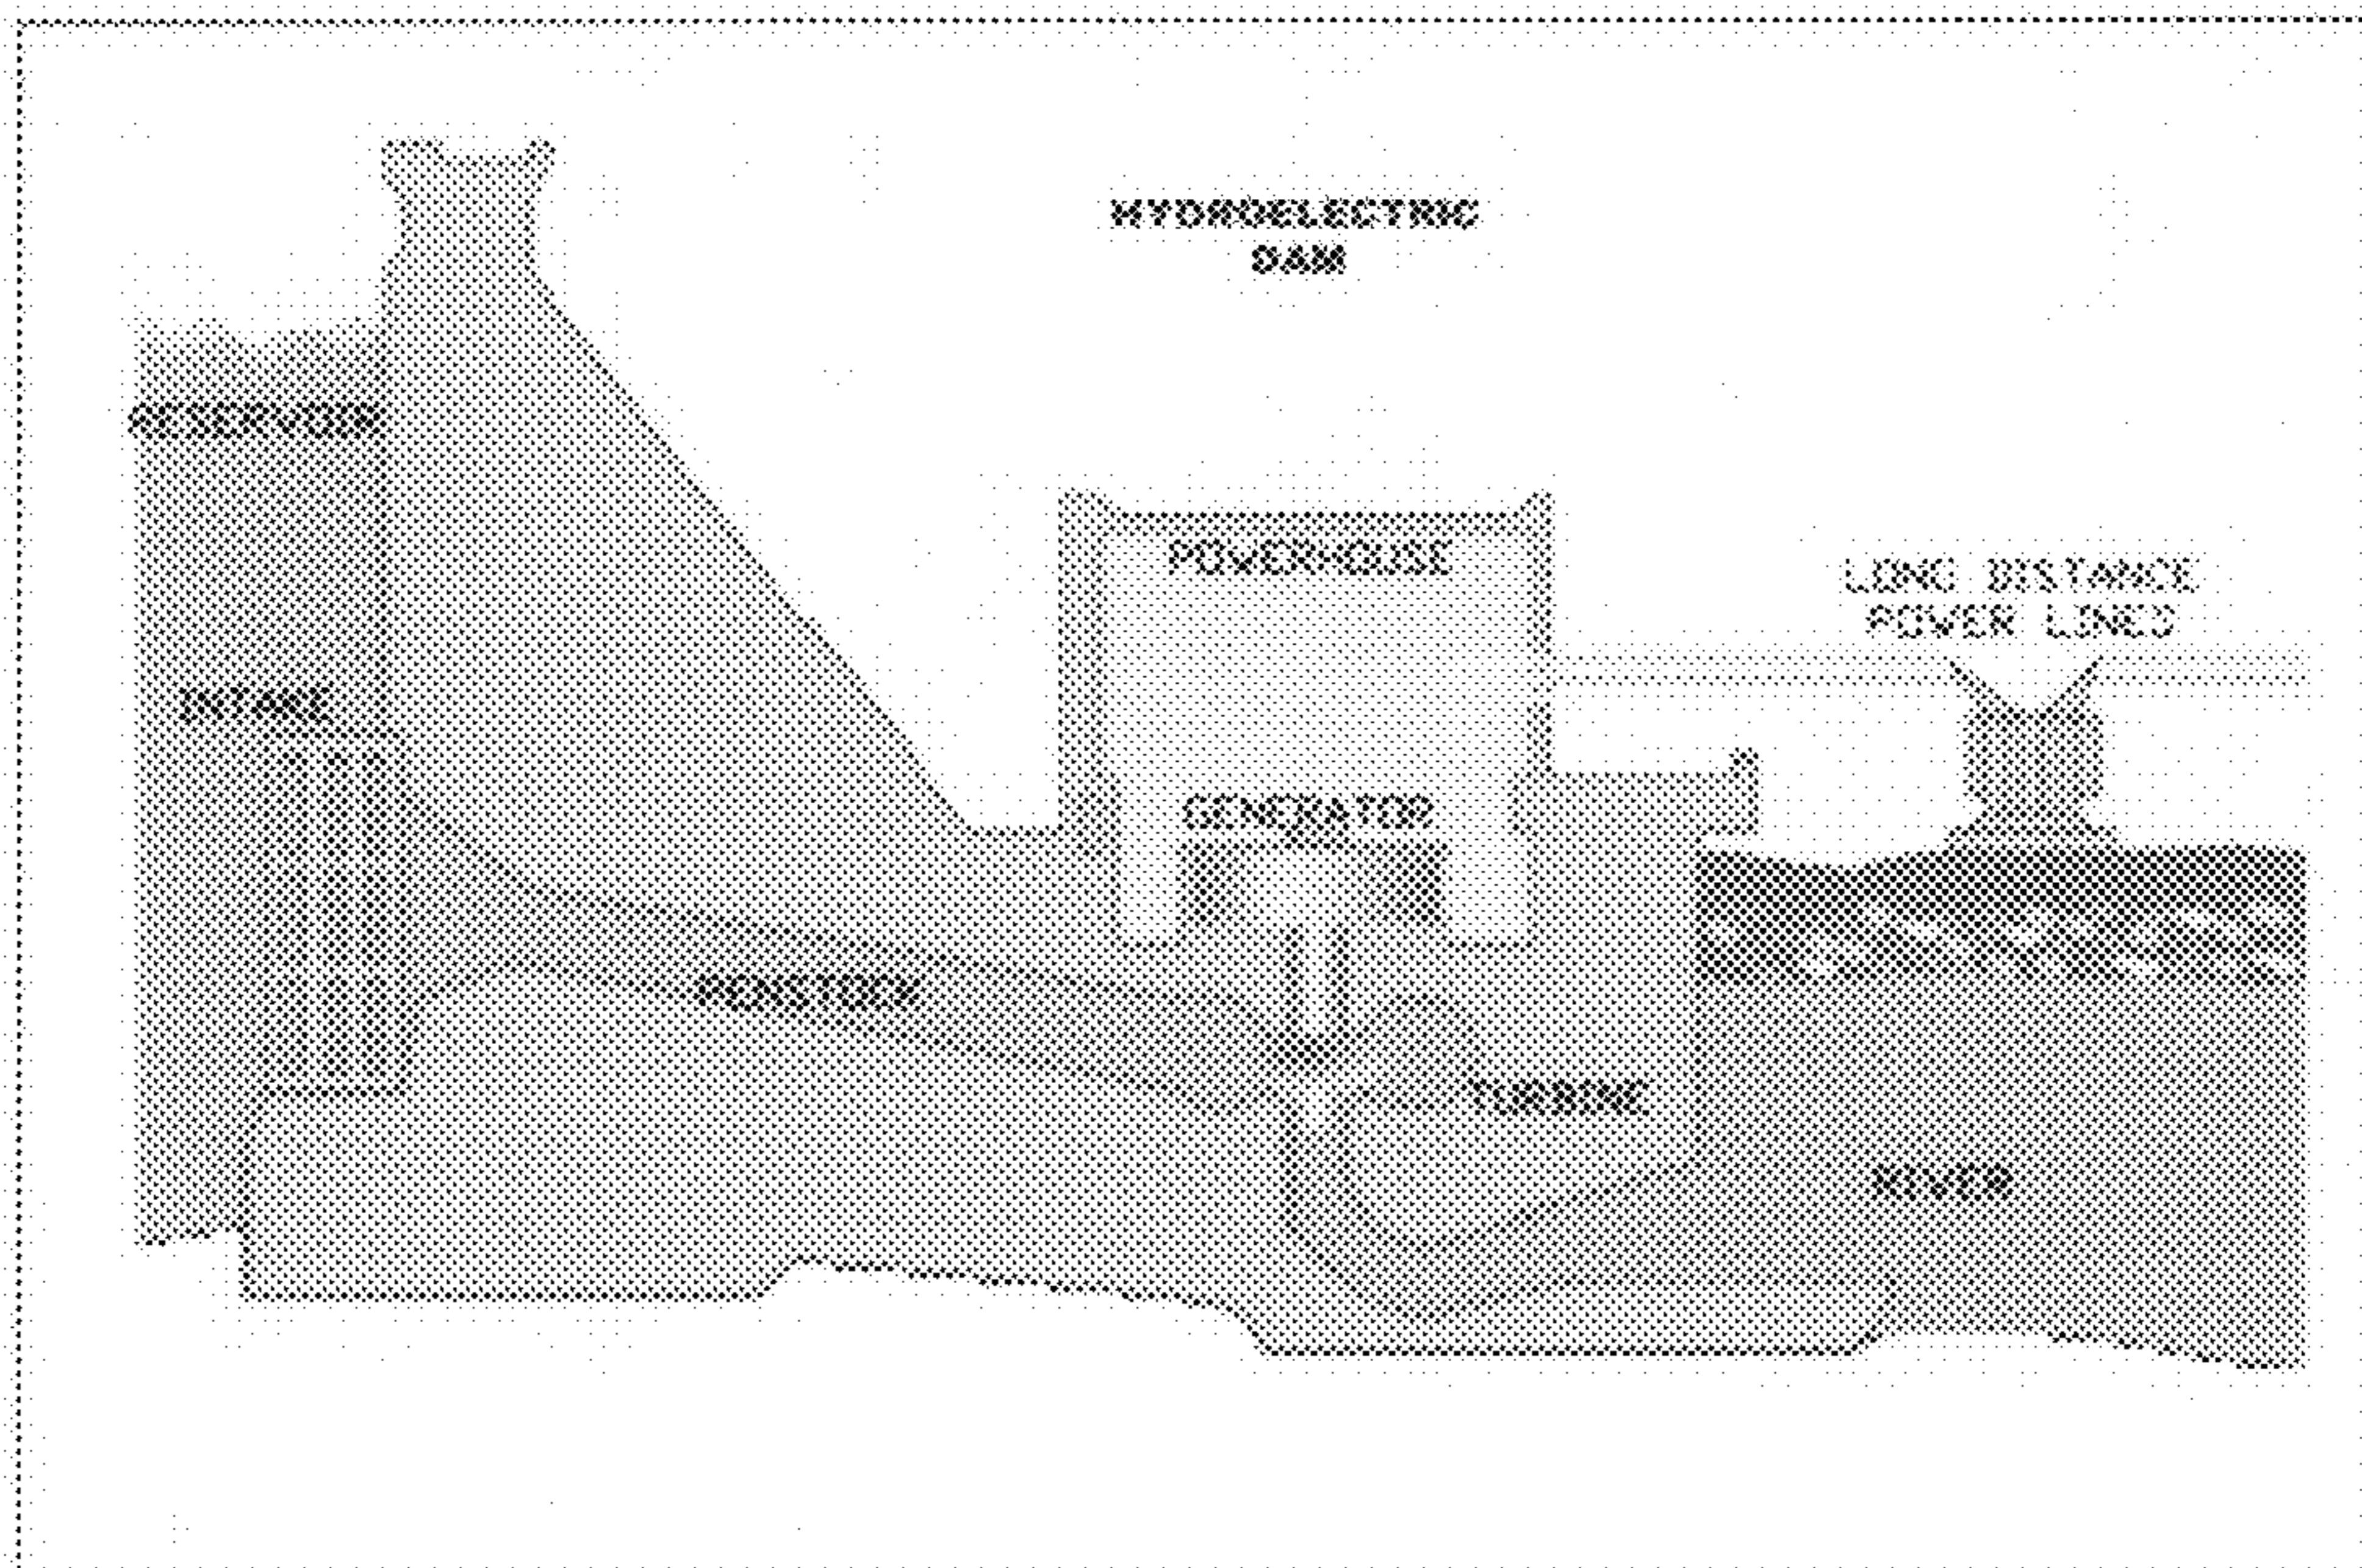 HYDROELECTRIC
DAM
RESERVOIR
POWERHOUSE
LONG DISTANCE
POWER LINES
INTAKE
GENERATOR
PENSTOCK
TURBINE
RIVER